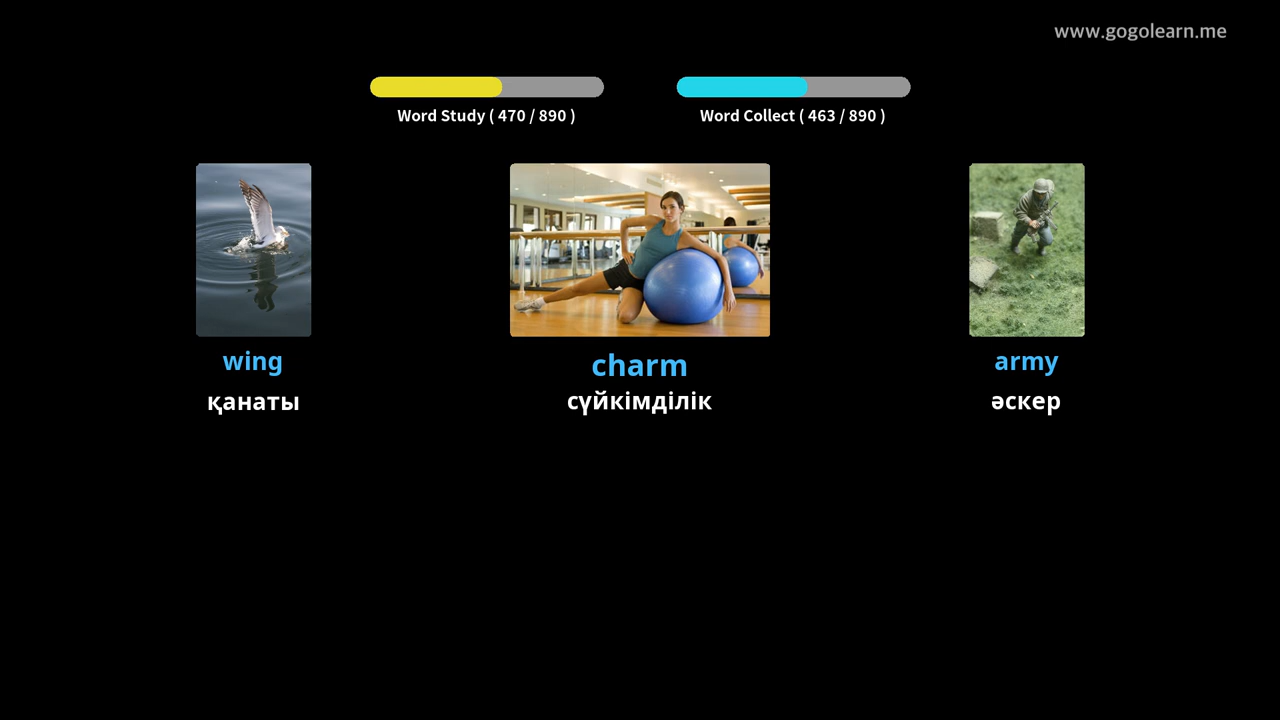 www.gogolearn.me
Word Study ( 470 / 890 )
Word Collect ( 463 / 890 )
wing
қанаты
charm
сүйкімділік
army
әскер